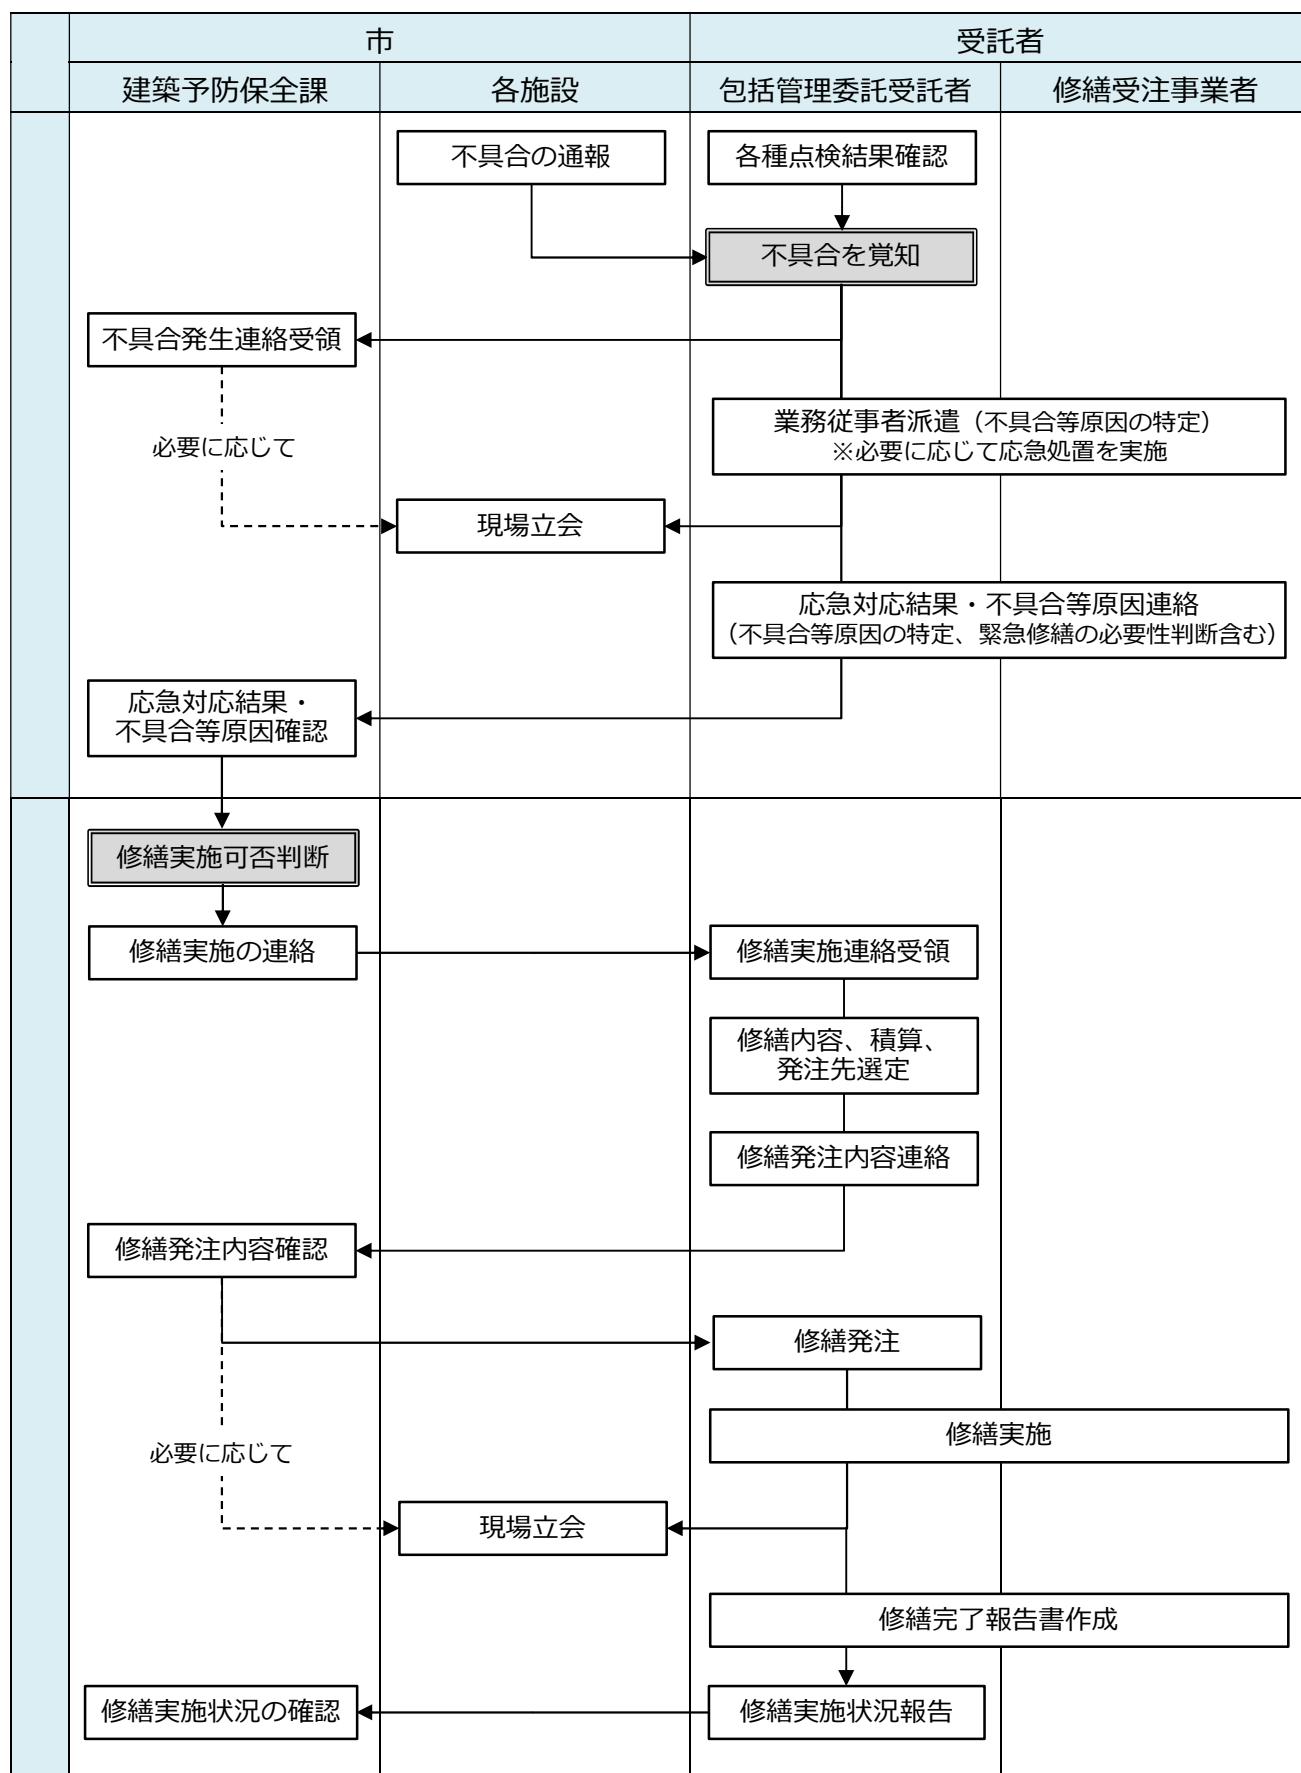 市
受託者
建築予防保全課
各施設
包括管理委託受託者
修繕受注事業者
不具合の通報
各種点検結果確認
不具合を覚知
不具合発生連絡受領
業務従事者派遣（不具合等原因の特定）
※必要に応じて応急処置を実施
必要に応じて
現場立会
応急対応結果・不具合等原因連絡
（不具合等原因の特定、緊急修繕の必要性判断含む）
応急対応結果・
不具合等原因確認
修繕実施可否判断
修繕実施の連絡
修繕実施連絡受領
修繕内容、積算、
発注先選定
修繕発注内容連絡
修繕発注内容確認
修繕発注
修繕実施
必要に応じて
現場立会
修繕完了報告書作成
修繕実施状況の確認
修繕実施状況報告